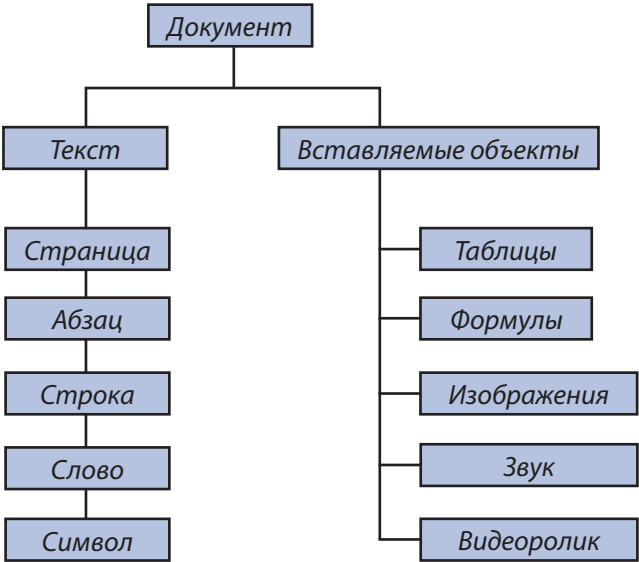 Документ
Текст
Вставляемые объекты
Страница
Таблицы
Абзац
Формулы
Строка
Изображения
Слово
Звук
Символ
Видеоролик